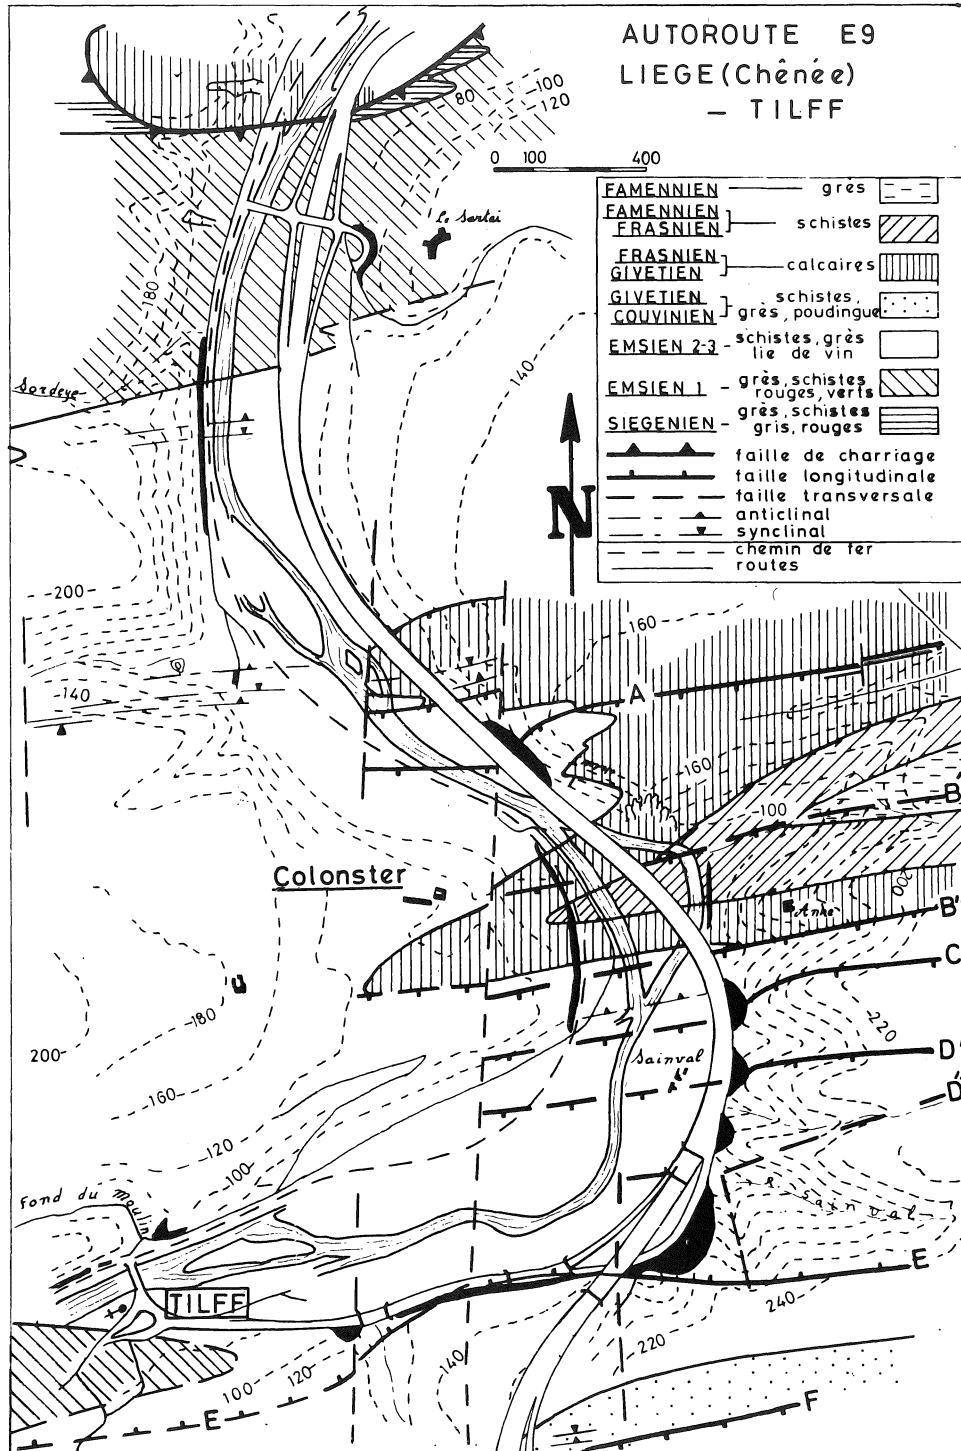 AUTOROUTE E9
LIEGE(Chênée)
– TILFF
0 100 400
FAMENNIEN — grès
FAMENNIEN
FRASNIEN schistes
FRASNIEN
GIVETIEN calcaires
GIVETIEN schistes,
COUVINIEN grès, poudingue
EMSIEN 2-3 – schistes, grès
lie de vin
EMSIEN 1 – grès, schistes
rouges, verts
SIEGENIEN – grès, schistes
gris, rouges
faille de charriage
faille longitudinale
faille transversale
anticlinal
synclinal
chemin de fer
routes
N
80
100
120
Le Sartai
180
140
Sordeye
200
160
140
A
160
100
B
Colonster
200
Anne
B'
C
180
220
200
Sainval
D'
D"
160
120
100
Fond du moulin
R. Sainval
E
TILFF
240
220
140
120
100
E
F